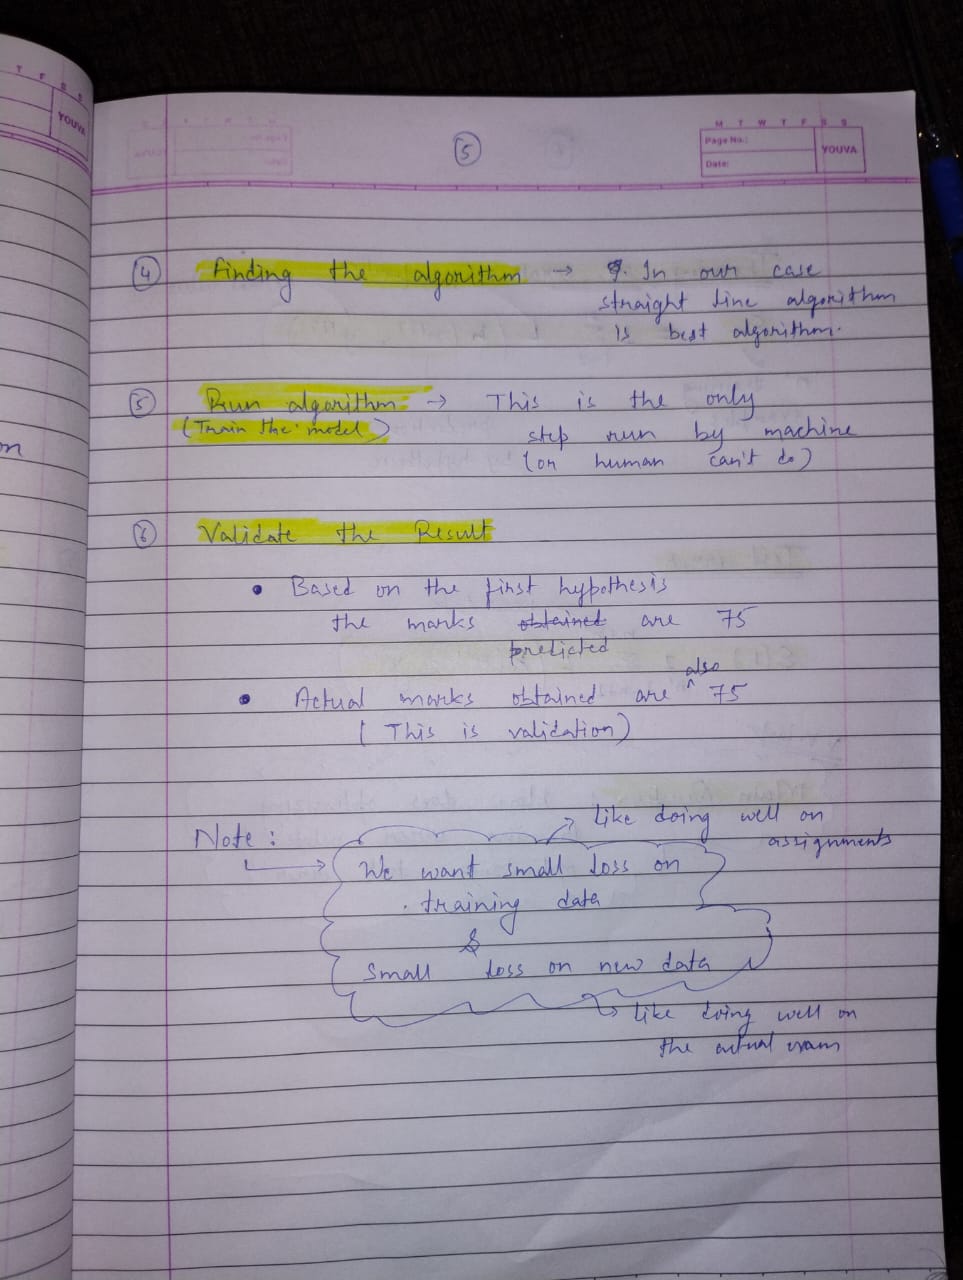 T F S S
YOUVA
on
5
M T W T F S S
Page No.:
Date:
YOUVA
4 Finding the algorithm → In our case
straight line algorithm
is best algorithm.
5 Run algorithm → This is the only
(Train the model) step run by machine
(or human can't do)
6 Validate the Result
• Based on the first hypothesis
the marks obtained are 75
predicted
also
• Actual marks obtained are ^ 75
( This is validation)
Note :
→ like doing well on
assignments
We want small loss on
training data
&
small loss on new data
→ like doing well on
the actual exam